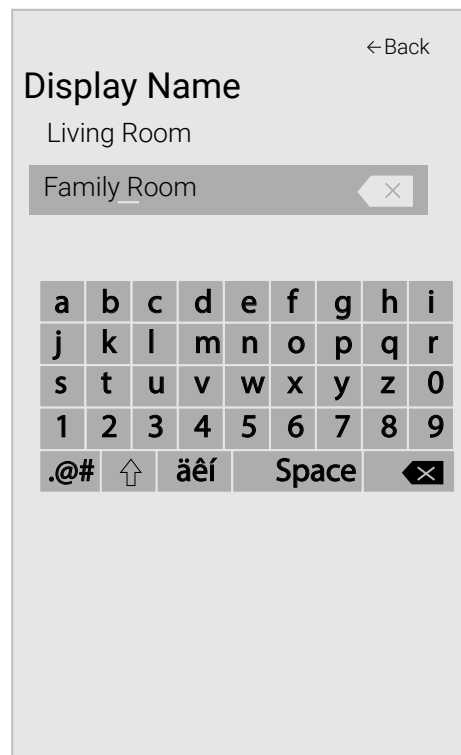 ←Back
Display Name
Living Room
Family Room
a b c d e f g h i
j k l m n o p q r
s t u v w x y z 0
1 2 3 4 5 6 7 8 9
.@# äêí Space